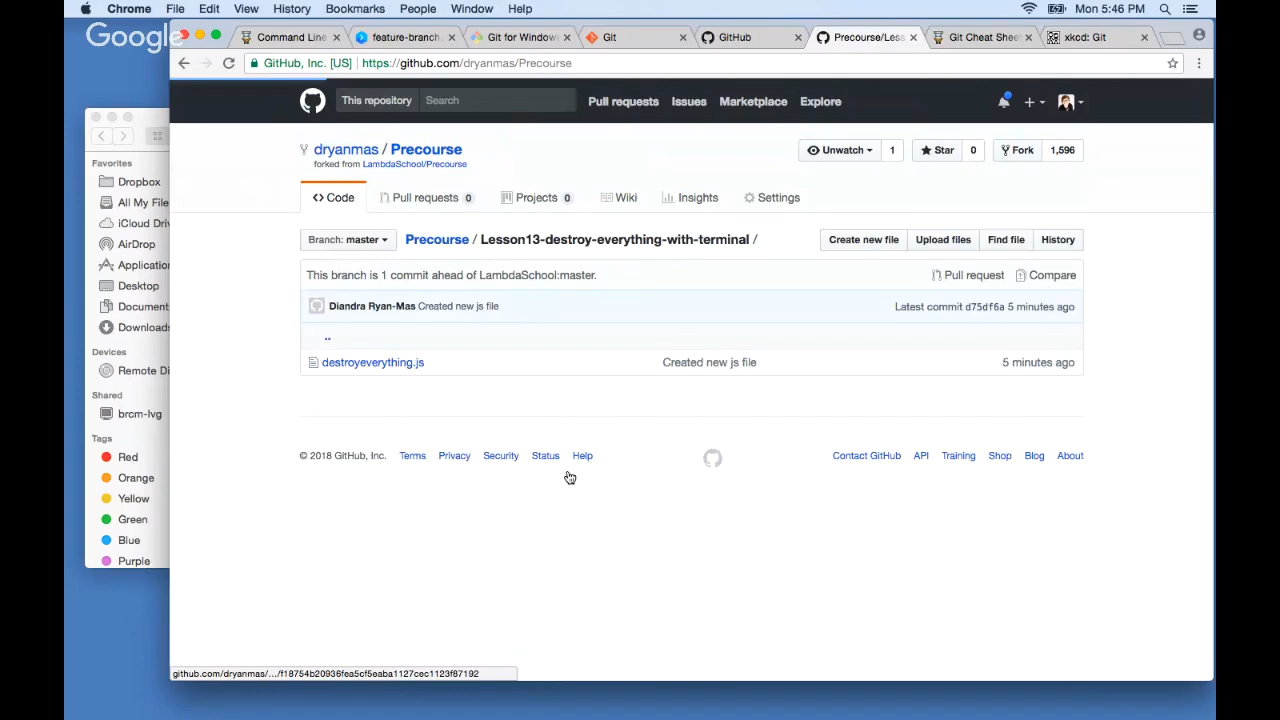 Chrome File Edit View History Bookmarks People Window Help Mon 5:46 PM
Google
Command Line feature-branch Git for Windows Git GitHub Precourse/Less Git Cheat Sheet xkcd: Git
GitHub, Inc. [US] https://github.com/dryanmas/Precourse
This repository Search Pull requests Issues Marketplace Explore
dryanmas / Precourse Unwatch 1 Star 0 Fork 1,596
forked from LambdaSchool/Precourse
Code Pull requests 0 Projects 0 Wiki Insights Settings
Branch: master Precourse / Lesson13-destroy-everything-with-terminal / Create new file Upload files Find file History
This branch is 1 commit ahead of LambdaSchool:master. Pull request Compare
Diandra Ryan-Mas Created new js file Latest commit d75df6a 5 minutes ago
..
destroyeverything.js Created new js file 5 minutes ago
© 2018 GitHub, Inc. Terms Privacy Security Status Help Contact GitHub API Training Shop Blog About
Favorites
Dropbox
All My File
iCloud Driv
AirDrop
Application
Desktop
Document
Downloads
Devices
Remote Di
Shared
brcm-lvg
Tags
Red
Orange
Yellow
Green
Blue
Purple
github.com/dryanmas/.../f18754b20936fea5cf5eaba1127cec1123f87192